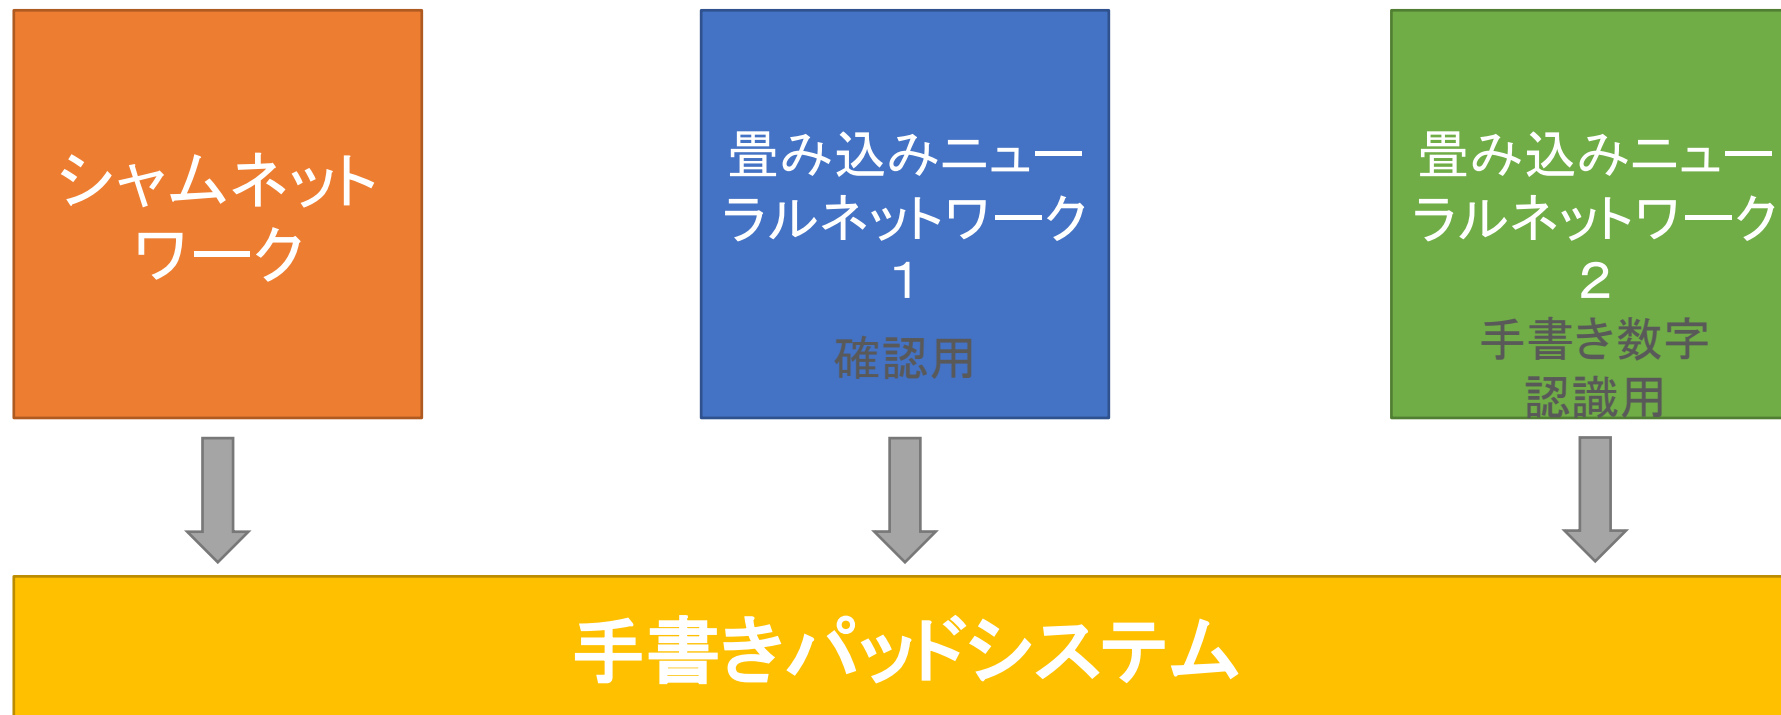 シャムネット
ワーク
畳み込みニュー
ラルネットワーク
１
確認用
畳み込みニュー
ラルネットワーク
２
手書き数字
認識用
手書きパッドシステム